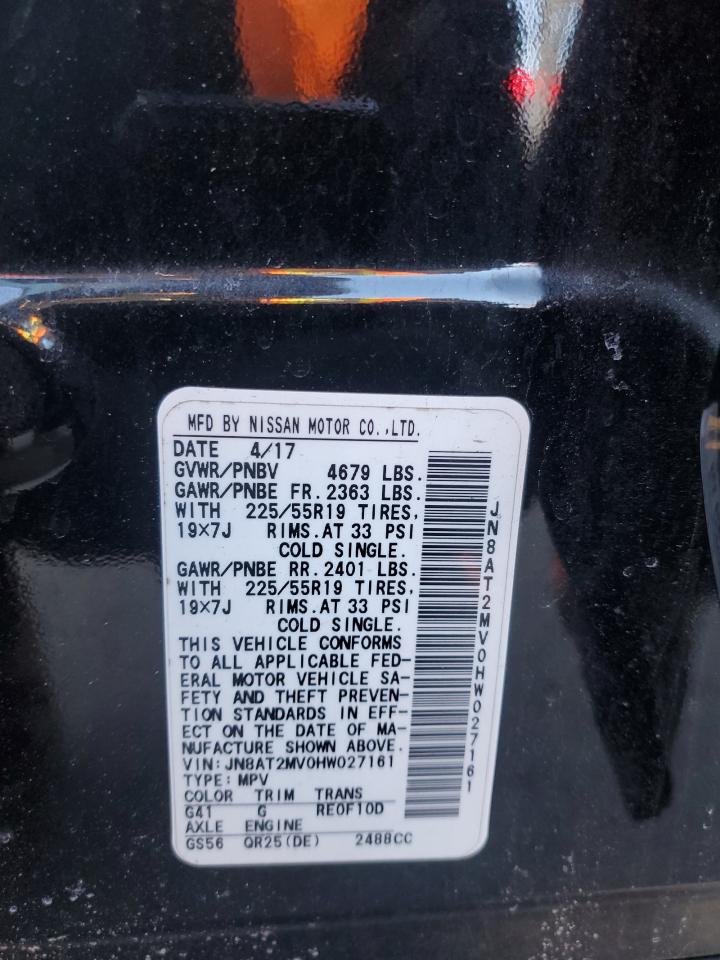 MFD BY NISSAN MOTOR CO.,LTD.
DATE 4/17
GVWR/PNBV 4679 LBS.
GAWR/PNBE FR.2363 LBS.
WITH 225/55R19 TIRES,
19×7J RIMS.AT 33 PSI
COLD SINGLE.
GAWR/PNBE RR.2401 LBS.
WITH 225/55R19 TIRES,
19×7J RIMS.AT 33 PSI
COLD SINGLE.
THIS VEHICLE CONFORMS
TO ALL APPLICABLE FED-
ERAL MOTOR VEHICLE SA-
FETY AND THEFT PREVEN-
TION STANDARDS IN EFF-
ECT ON THE DATE OF MA-
NUFACTURE SHOWN ABOVE.
VIN:JN8AT2MV0HW027161
TYPE:MPV
COLOR TRIM TRANS
G41 G RE0F10D
AXLE ENGINE
GS56 QR25(DE) 2488CC
JN8AT2MV0HW027161